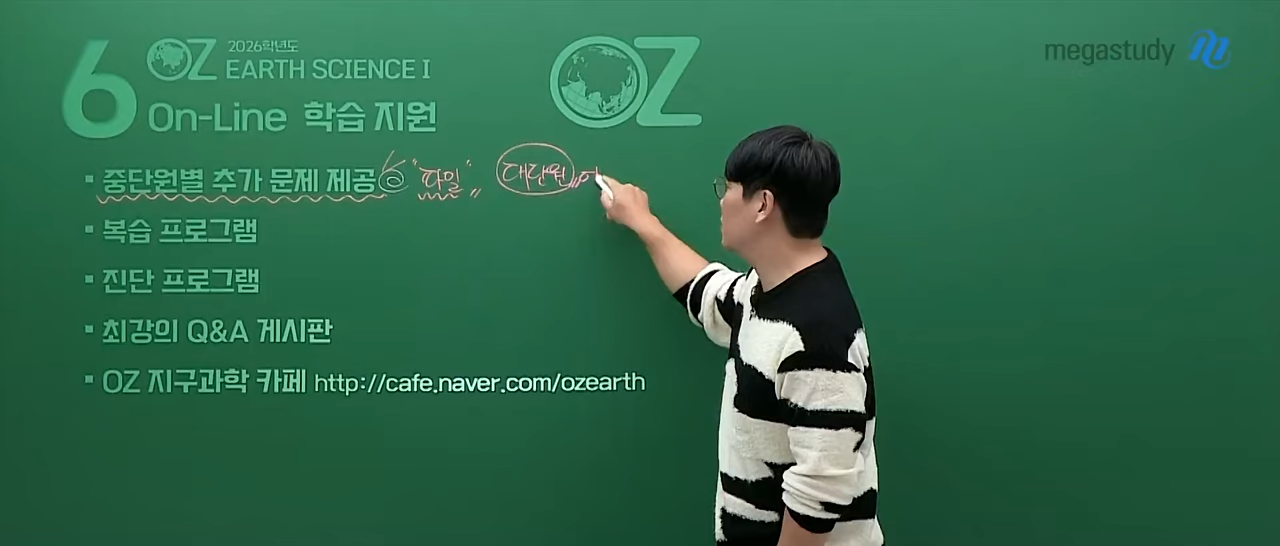 6
OZ 2026학년도
EARTH SCIENCE I
On-Line 학습 지원
OZ
megastudy
▪ 중단원별 추가 문제 제공 "파일" 대단원
▪ 복습 프로그램
▪ 진단 프로그램
▪ 최강의 Q&A 게시판
▪ OZ 지구과학 카페 http://cafe.naver.com/ozearth